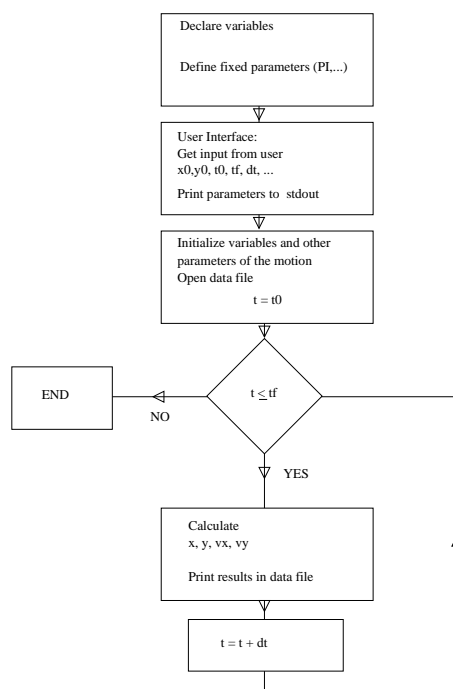 Declare variables
Define fixed parameters (PI,...)
User Interface:
Get input from user
x0,y0, t0, tf, dt, ...
Print parameters to stdout
Initialize variables and other
parameters of the motion
Open data file
t = t0
t ≤ tf
END
NO
YES
Calculate
x, y, vx, vy
Print results in data file
t = t + dt